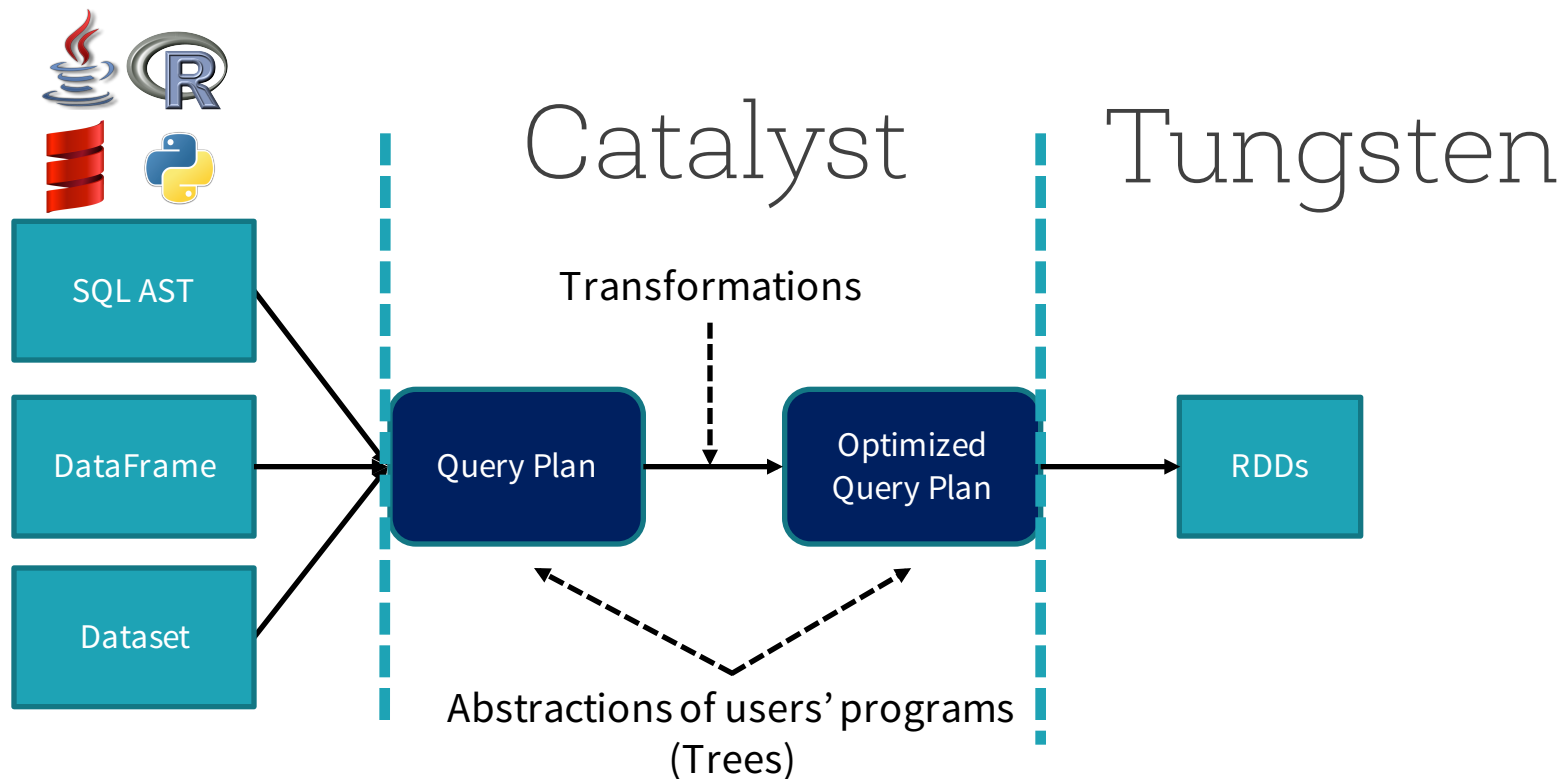 R
Catalyst
Tungsten
SQL AST
Transformations
DataFrame
Query Plan
Optimized
Query Plan
RDDs
Dataset
Abstractions of users’ programs
(Trees)